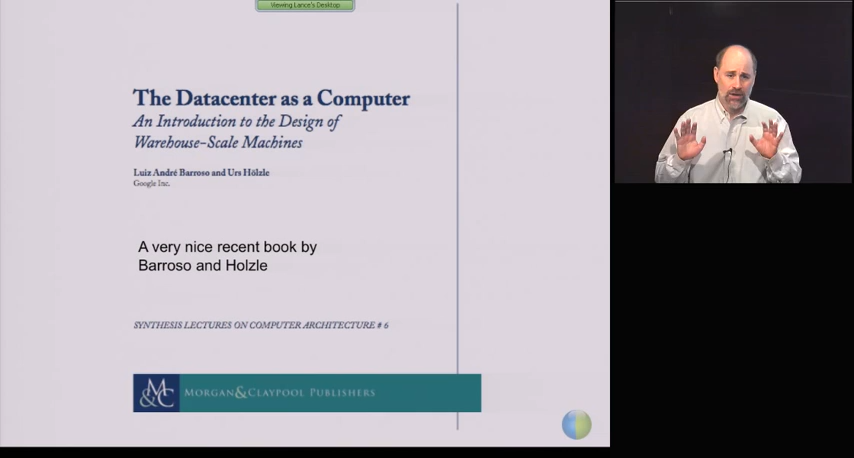 Viewing Lance's Desktop
The Datacenter as a Computer
An Introduction to the Design of
Warehouse-Scale Machines
Luiz André Barroso and Urs Hölzle
Google Inc.
A very nice recent book by
Barroso and Holzle
SYNTHESIS LECTURES ON COMPUTER ARCHITECTURE # 6
M
&C
MORGAN&CLAYPOOL PUBLISHERS